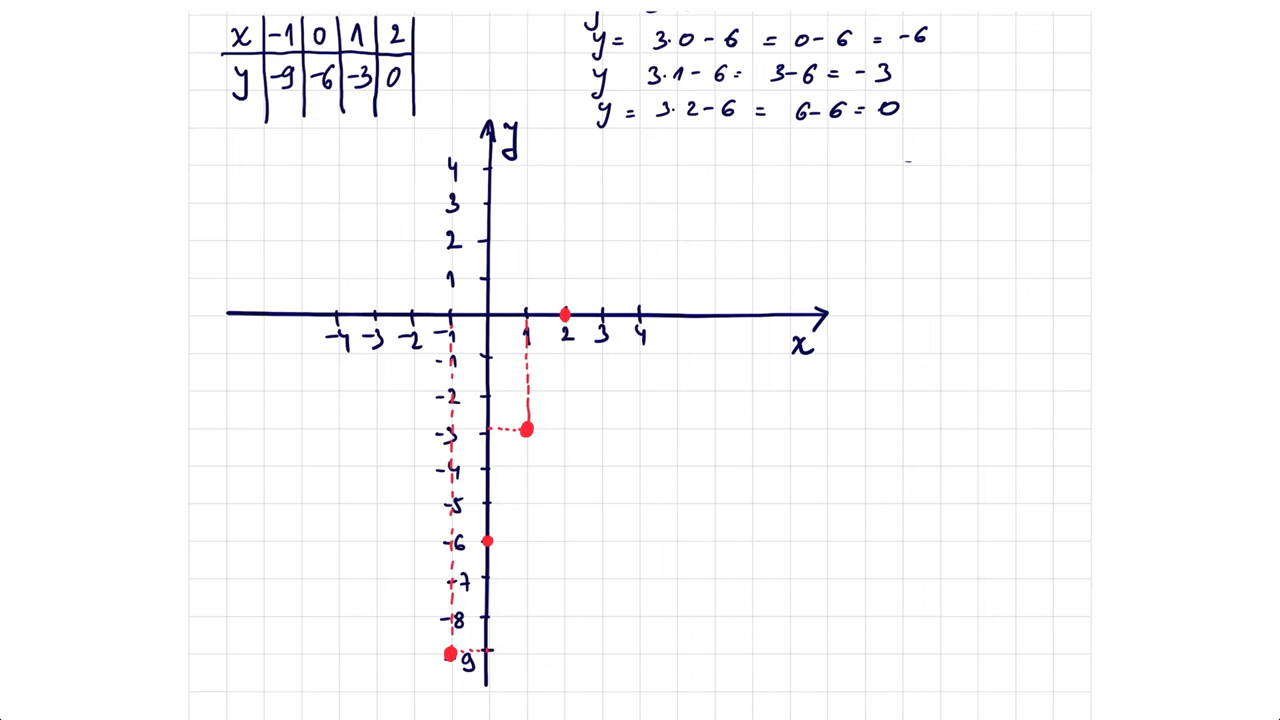 x -1 0 1 2
y -9 -6 -3 0
y = 3·0 - 6 = 0 - 6 = -6
y 3·1 - 6 = 3 - 6 = - 3
y = 3·2 - 6 = 6 - 6 = 0
y
4
3
2
1
-4 -3 -2 -1 1 2 3 4
x
-1
-2
-3
-4
-5
-6
-7
-8
9